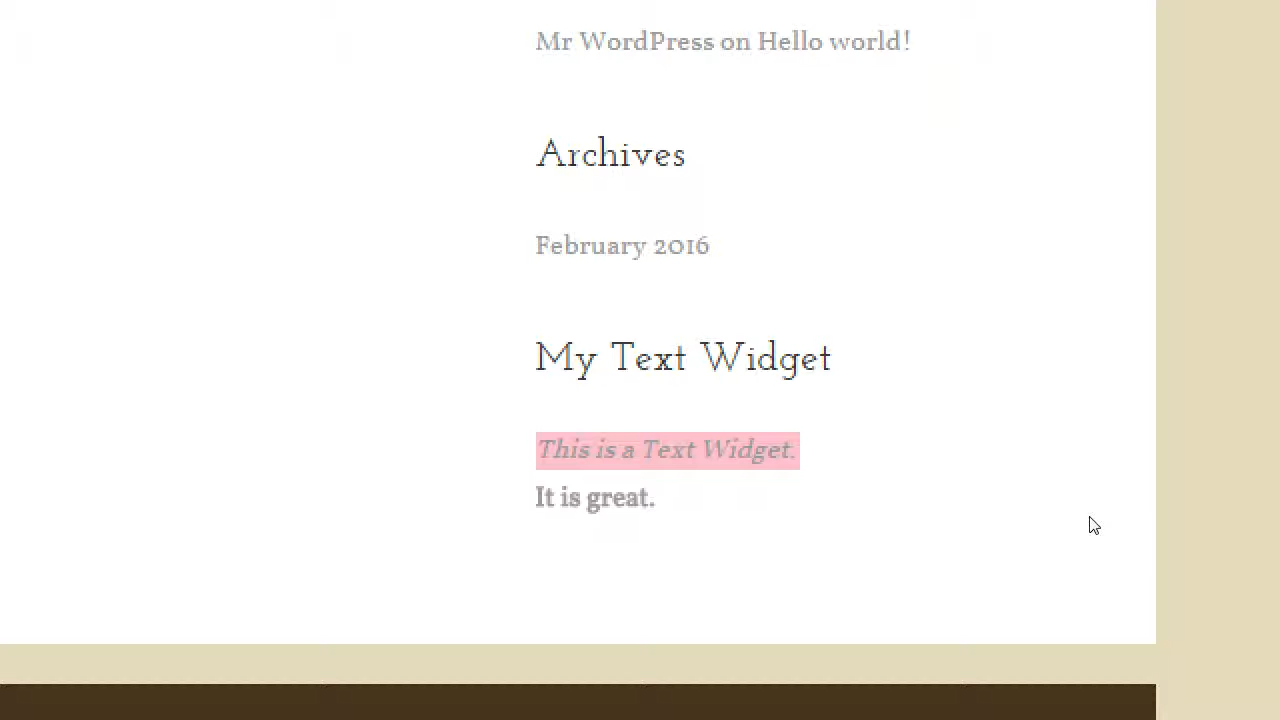 Mr WordPress on Hello world!
Archives
February 2016
My Text Widget
This is a Text Widget.
It is great.